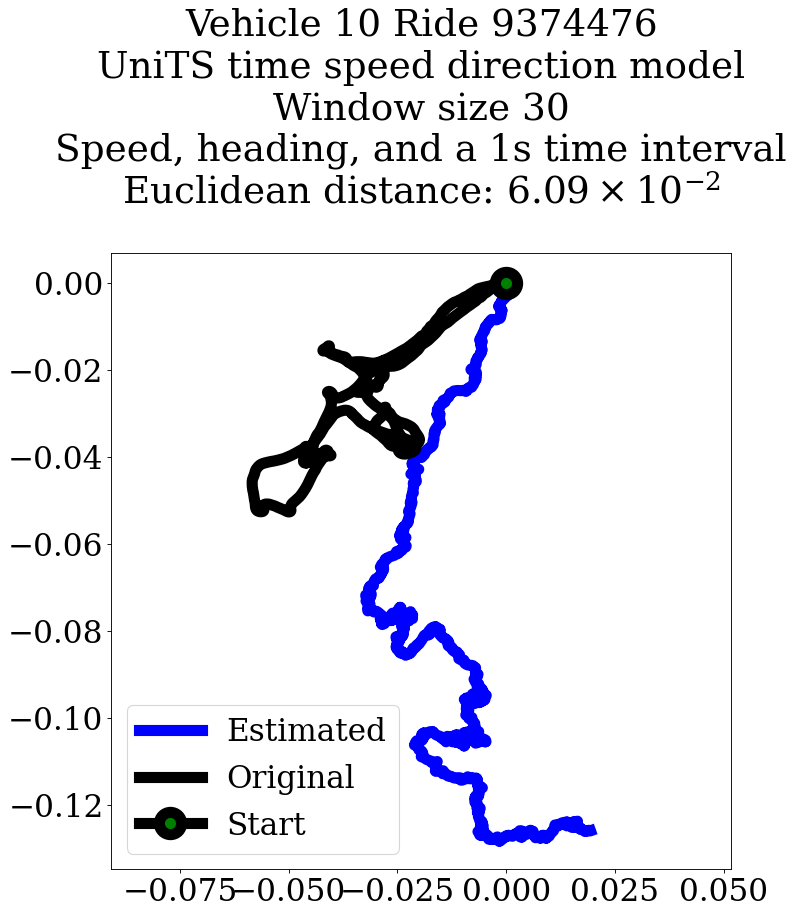 Vehicle 10 Ride 9374476
UniTS time speed direction model
Window size 30
Speed, heading, and a 1s time interval
Euclidean distance: 6.09 × 10⁻²
0.00
−0.02
−0.04
−0.06
−0.08
−0.10
−0.12
Estimated
Original
Start
−0.075 −0.050 −0.025 0.000 0.025 0.050